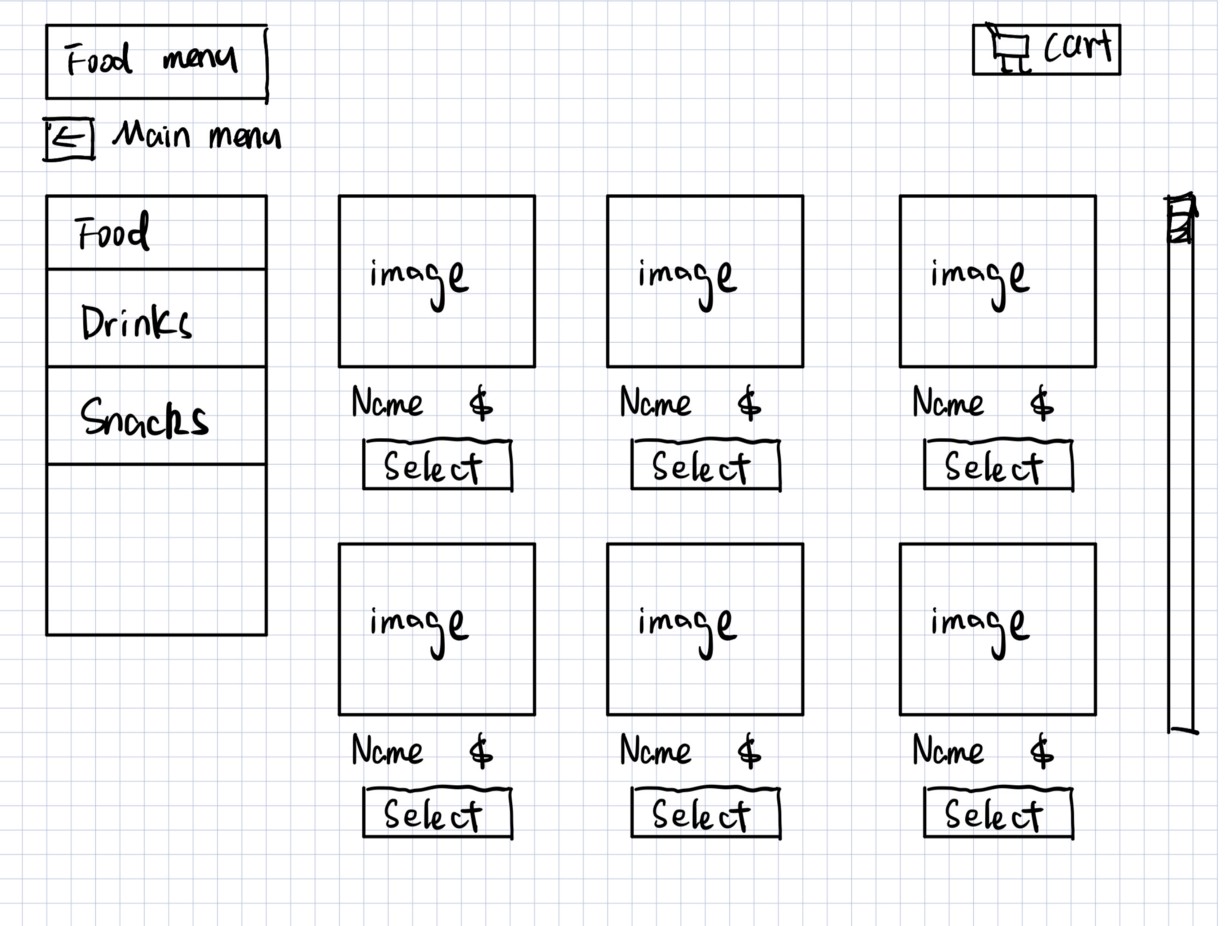 Food menu
Cart
← Main menu
Food
Drinks
Snacks
image image image
Name $ Name $ Name $
Select Select Select
image image image
Name $ Name $ Name $
Select Select Select